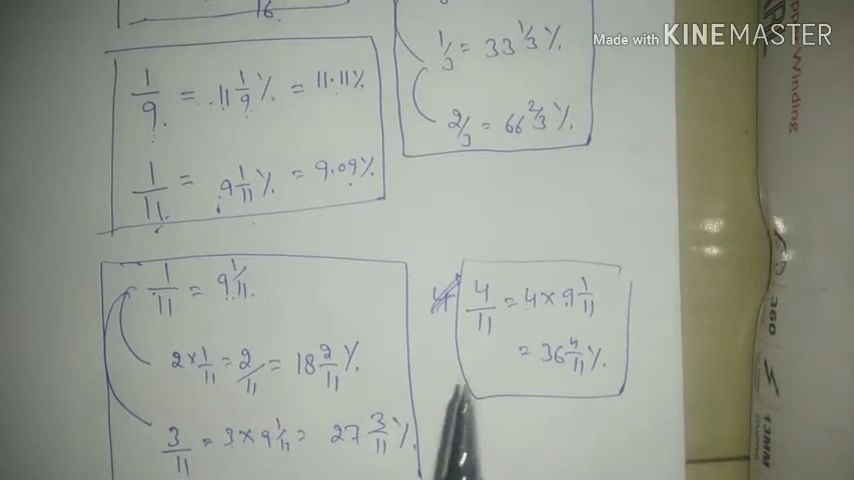 16
1/3 = 33 1/3 %
2/3 = 66 2/3 %.
Made with KINEMASTER
1/9 = 11 1/9 % = 11.11%
1/11 = 9 1/11 % = 9.09%
1/11 = 9 1/11.
2 × 1/11 = 2/11 = 18 2/11 %
3/11 = 3 × 9 1/11 = 27 3/11 %
4/11 = 4 × 9 1/11
= 36 4/11 %.
Winding
360
13MM